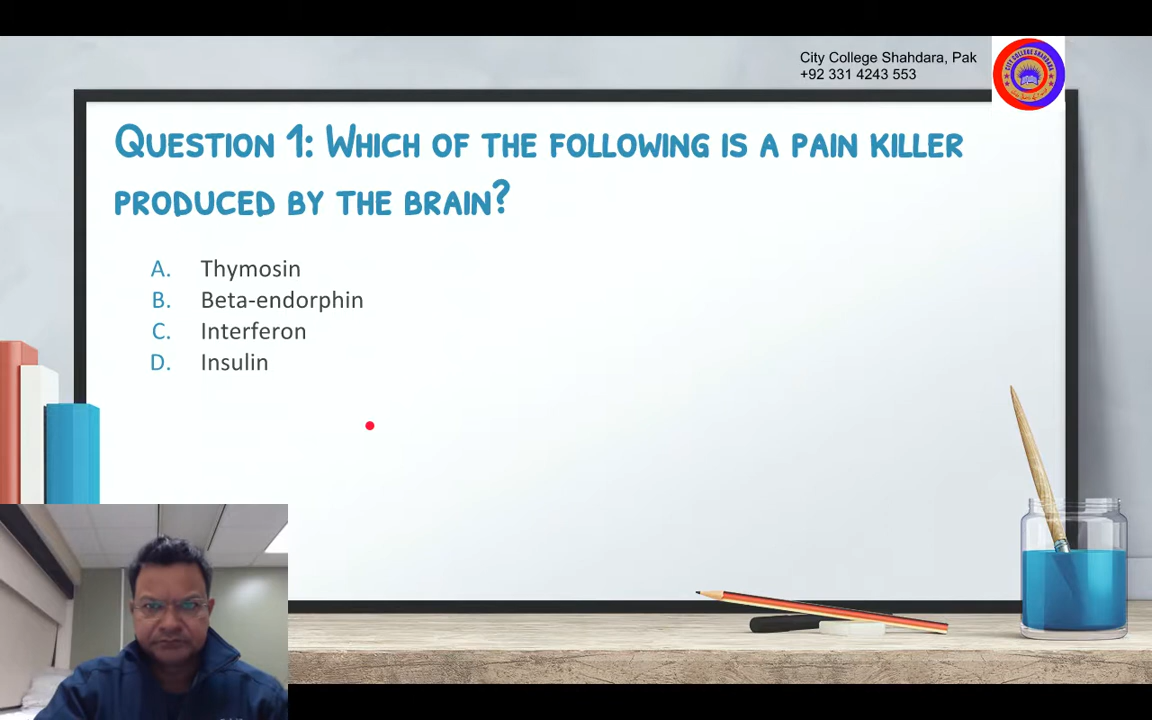 City College Shahdara, Pak
+92 331 4243 553
Question 1: Which of the following is a pain killer
produced by the brain?
A. Thymosin
B. Beta-endorphin
C. Interferon
D. Insulin